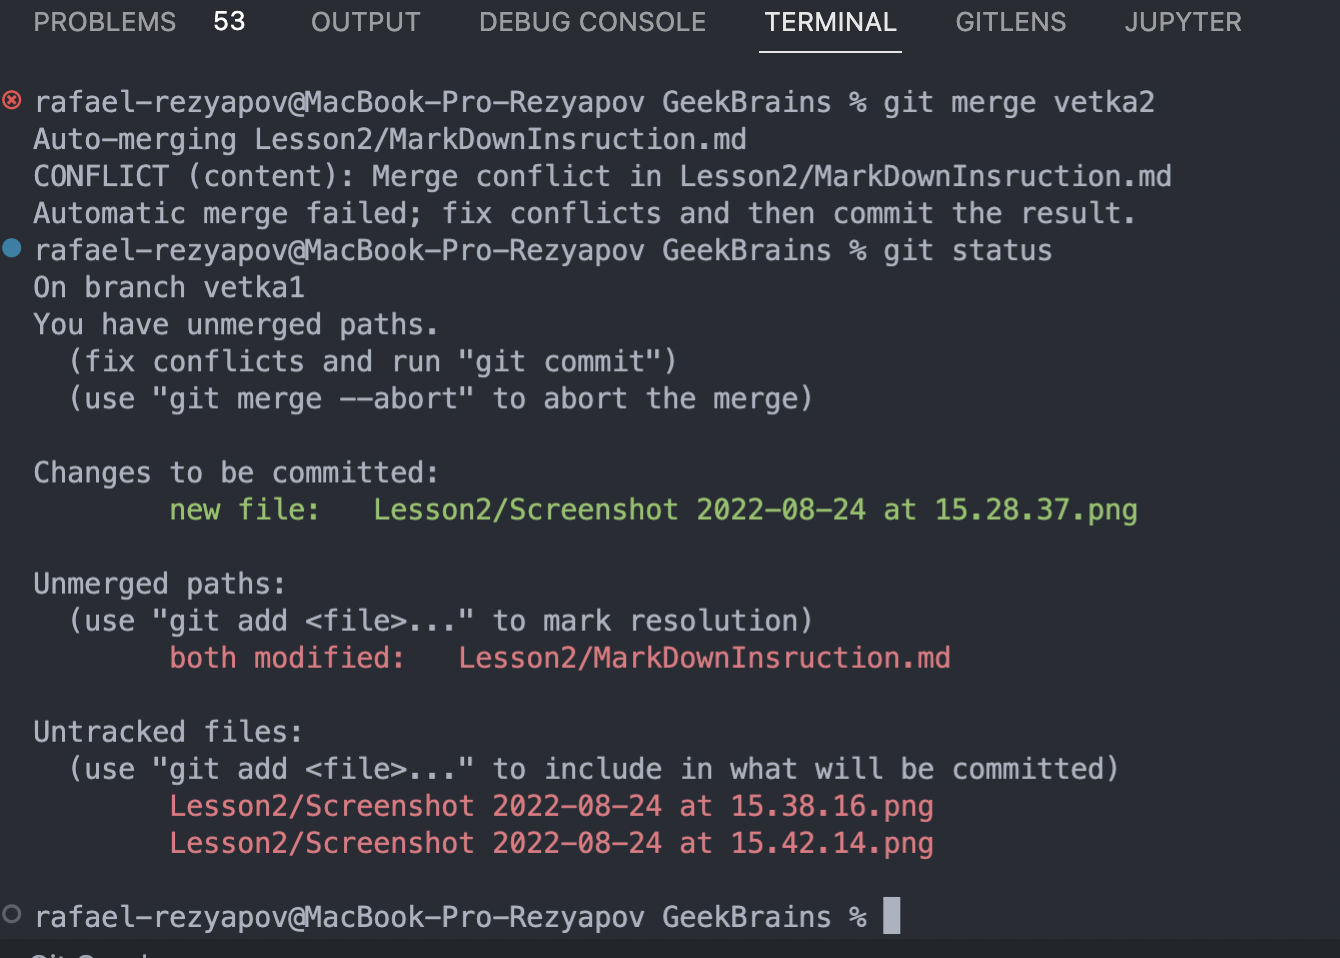 PROBLEMS 53 OUTPUT DEBUG CONSOLE TERMINAL GITLENS JUPYTER
rafael-rezyapov@MacBook-Pro-Rezyapov GeekBrains % git merge vetka2
Auto-merging Lesson2/MarkDownInsruction.md
CONFLICT (content): Merge conflict in Lesson2/MarkDownInsruction.md
Automatic merge failed; fix conflicts and then commit the result.
rafael-rezyapov@MacBook-Pro-Rezyapov GeekBrains % git status
On branch vetka1
You have unmerged paths.
  (fix conflicts and run "git commit")
  (use "git merge --abort" to abort the merge)
Changes to be committed:
        new file:   Lesson2/Screenshot 2022-08-24 at 15.28.37.png
Unmerged paths:
  (use "git add <file>..." to mark resolution)
        both modified:   Lesson2/MarkDownInsruction.md
Untracked files:
  (use "git add <file>..." to include in what will be committed)
        Lesson2/Screenshot 2022-08-24 at 15.38.16.png
        Lesson2/Screenshot 2022-08-24 at 15.42.14.png
rafael-rezyapov@MacBook-Pro-Rezyapov GeekBrains %